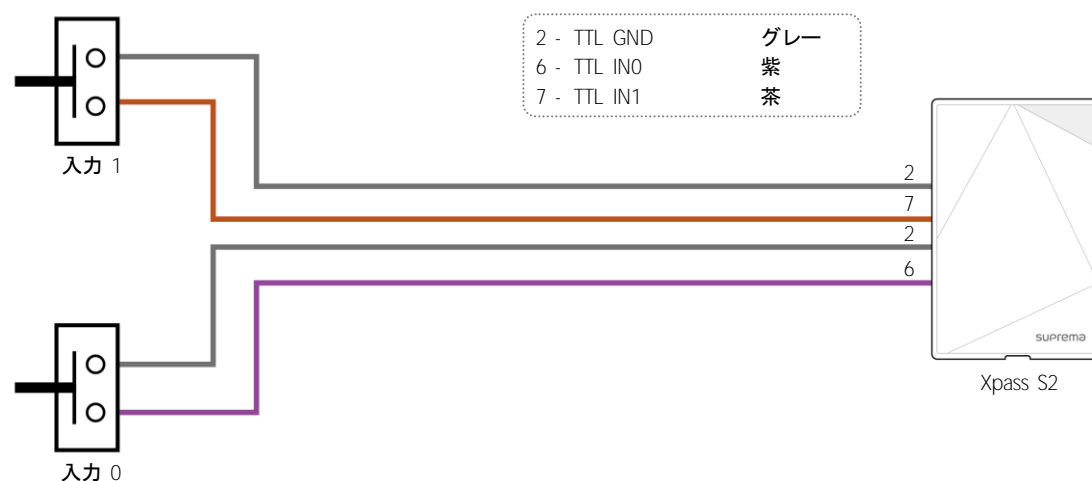 2 - TTL GND グレー
6 - TTL IN0 紫
7 - TTL IN1 茶
入力 1
2
7
2
6
suprema
Xpass S2
入力 0